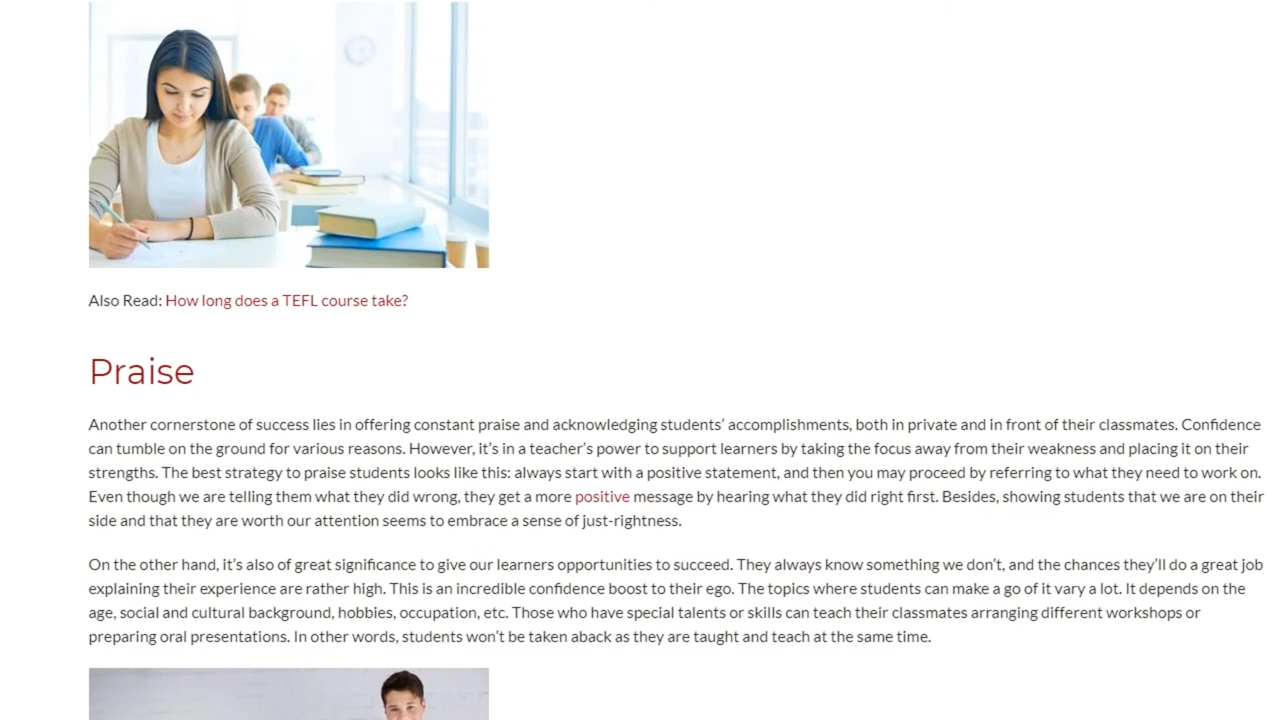 Also Read: How long does a TEFL course take?
Praise
Another cornerstone of success lies in offering constant praise and acknowledging students’ accomplishments, both in private and in front of their classmates. Confidence
can tumble on the ground for various reasons. However, it’s in a teacher’s power to support learners by taking the focus away from their weakness and placing it on their
strengths. The best strategy to praise students looks like this: always start with a positive statement, and then you may proceed by referring to what they need to work on.
Even though we are telling them what they did wrong, they get a more positive message by hearing what they did right first. Besides, showing students that we are on their
side and that they are worth our attention seems to embrace a sense of just-rightness.
On the other hand, it’s also of great significance to give our learners opportunities to succeed. They always know something we don’t, and the chances they’ll do a great job
explaining their experience are rather high. This is an incredible confidence boost to their ego. The topics where students can make a go of it vary a lot. It depends on the
age, social and cultural background, hobbies, occupation, etc. Those who have special talents or skills can teach their classmates arranging different workshops or
preparing oral presentations. In other words, students won’t be taken aback as they are taught and teach at the same time.